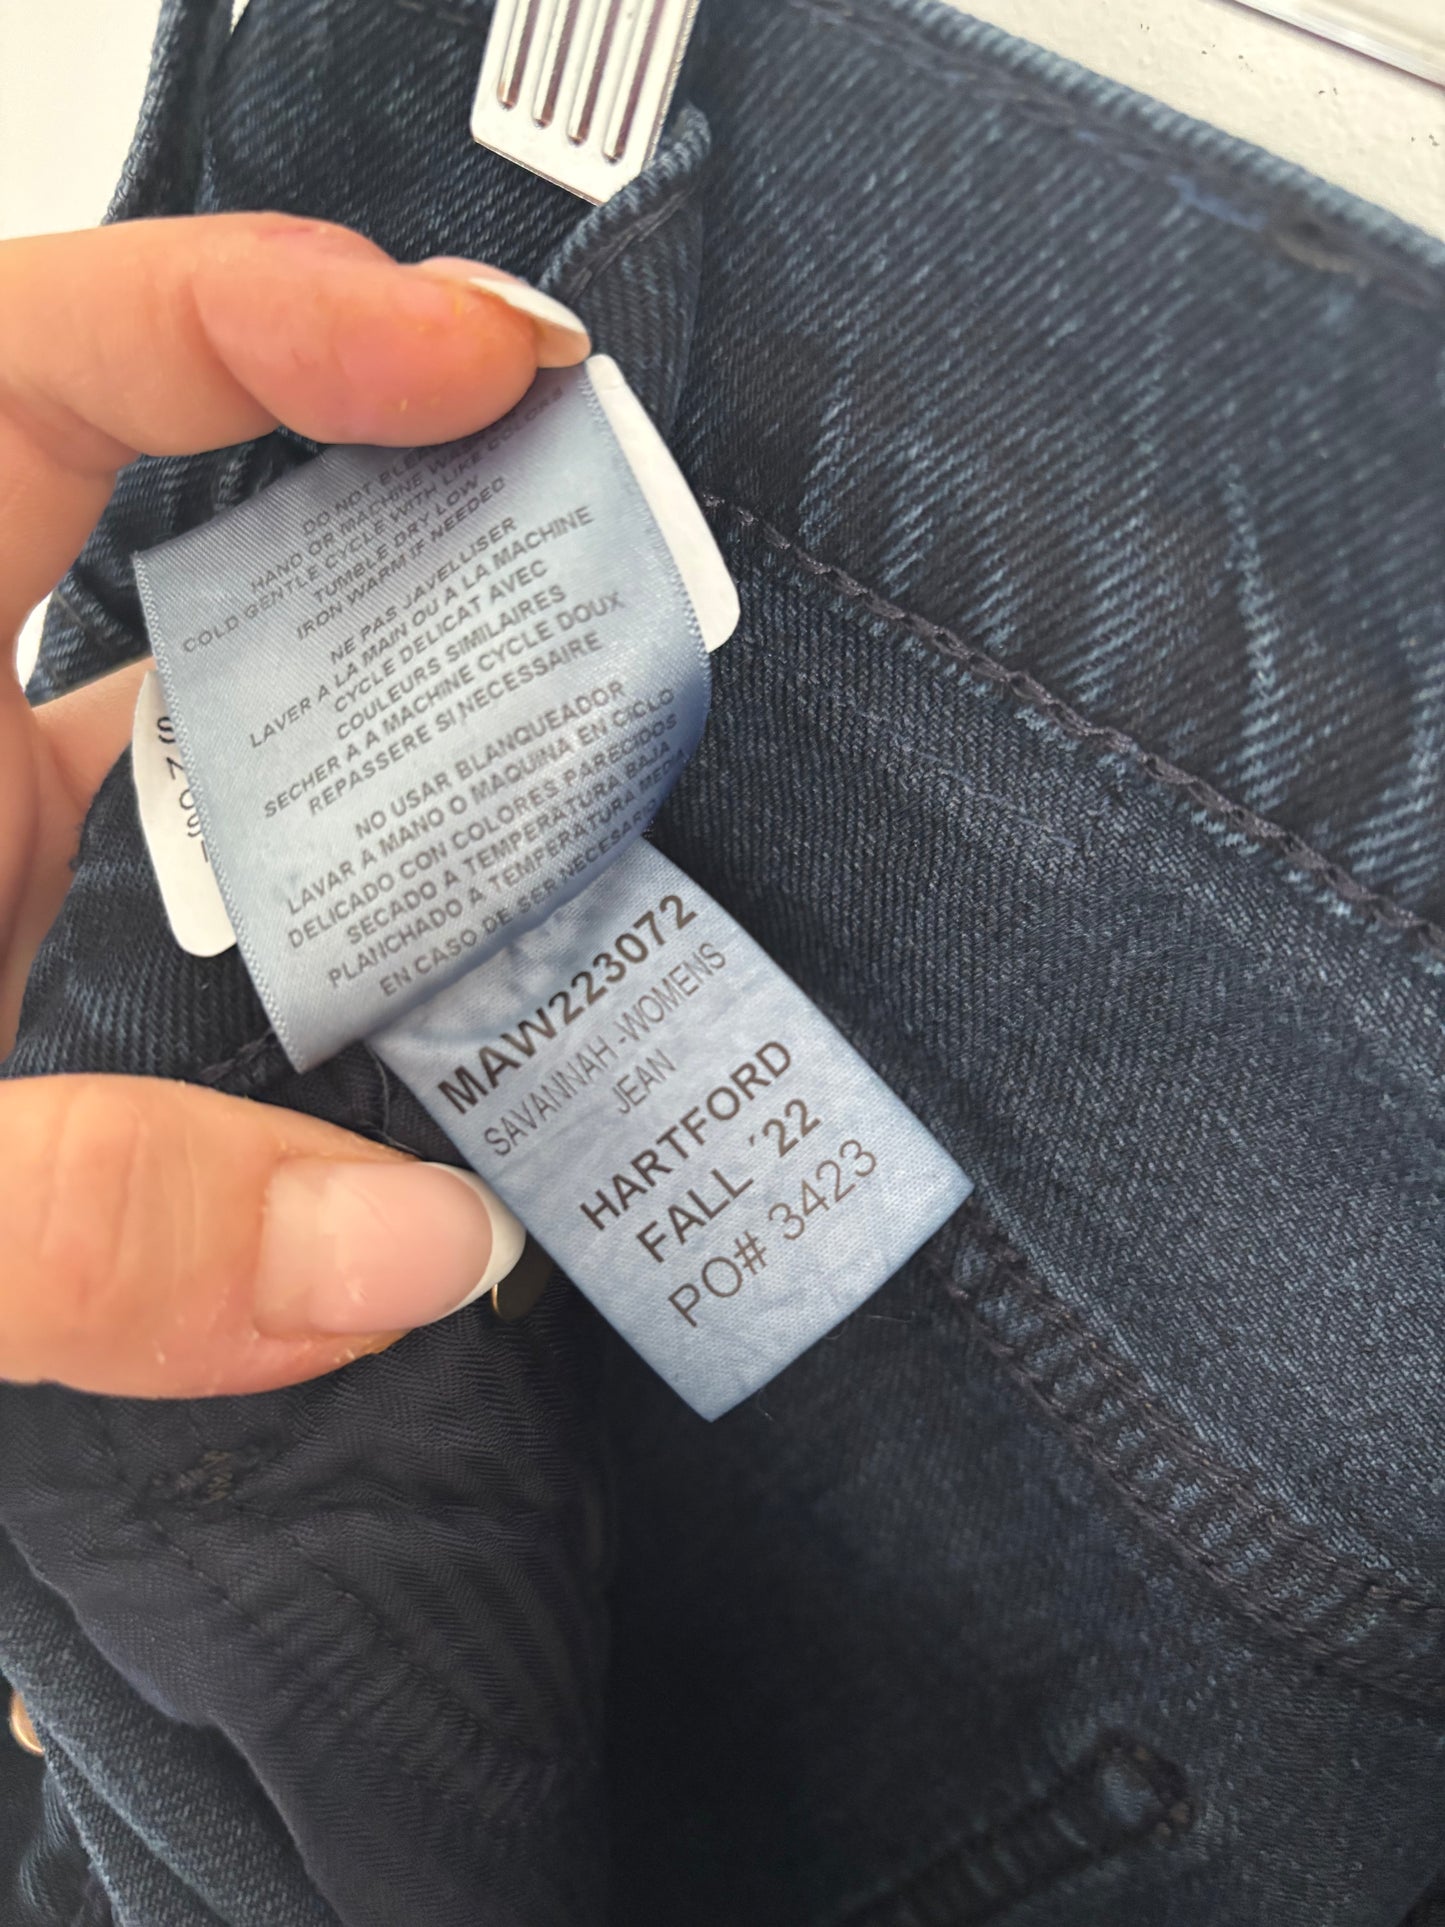 DO NOT BLEACH
HAND OR MACHINE WASH
COLD GENTLE CYCLE WITH LIKE COLORS
TUMBLE DRY LOW
IRON WARM IF NEEDED
NE PAS JAVELLISER
LAVER A LA MAIN OU A LA MACHINE
CYCLE DELICAT AVEC
COULEURS SIMILAIRES
SECHER A A MACHINE CYCLE DOUX
REPASSERE SI NECESSAIRE
NO USAR BLANQUEADOR
LAVAR A MANO O MAQUINA EN CICLO
DELICADO CON COLORES PARECIDOS
SECADO A TEMPERATURA BAJA
PLANCHADO A TEMFERATURA MEDIA
EN CASO DE SER NECESARIO
MAW223072
SAVANNAH -WOMENS
JEAN
HARTFORD
FALL ´22
PO# 3423